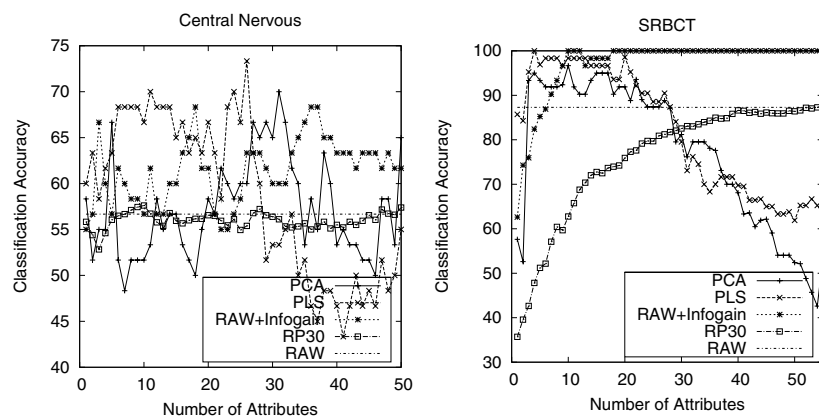 Central Nervous
75
70
65
60
55
50
45
40
Classification Accuracy
0 10 20 30 40 50
Number of Attributes
PCA
PLS
RAW+Infogain
RP30
RAW
SRBCT
100
90
80
70
60
50
40
30
Classification Accuracy
0 10 20 30 40 50
Number of Attributes
PCA
PLS
RAW+Infogain
RP30
RAW